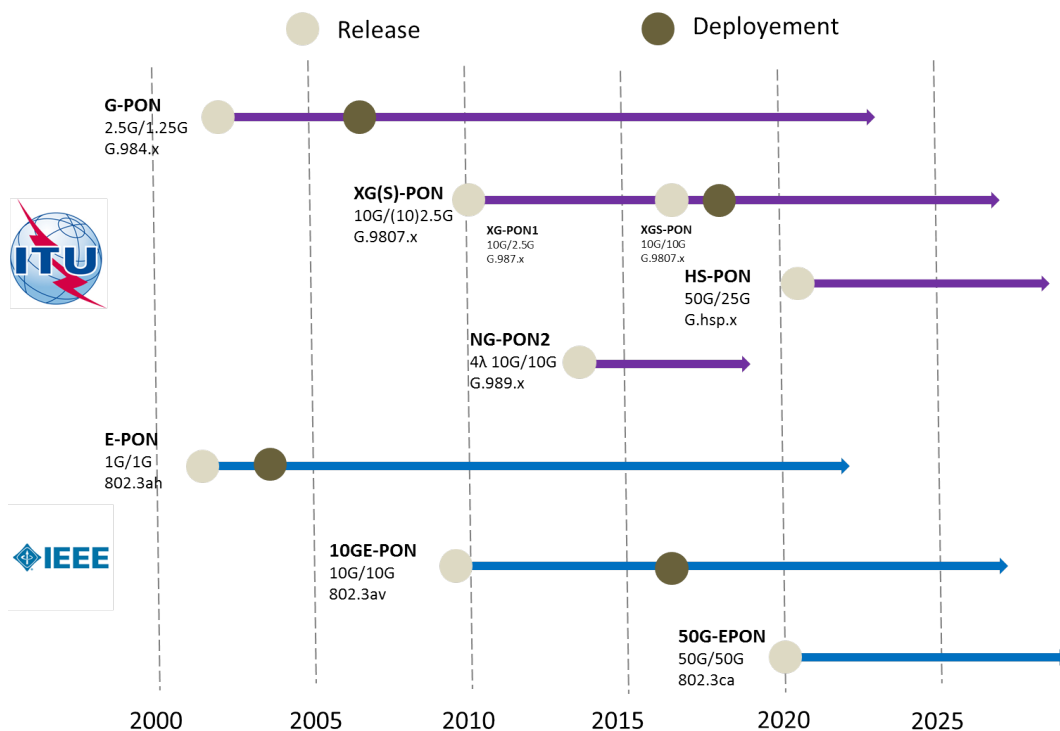 Release
Deployement
G-PON
2.5G/1.25G
G.984.x
XG(S)-PON
10G/(10)2.5G
G.9807.x
XG-PON1
10G/2.5G
G.987.x
XGS-PON
10G/10G
G.9807.x
ITU
HS-PON
50G/25G
G.hsp.x
NG-PON2
4λ 10G/10G
G.989.x
E-PON
1G/1G
802.3ah
IEEE
10GE-PON
10G/10G
802.3av
50G-EPON
50G/50G
802.3ca
2000
2005
2010
2015
2020
2025